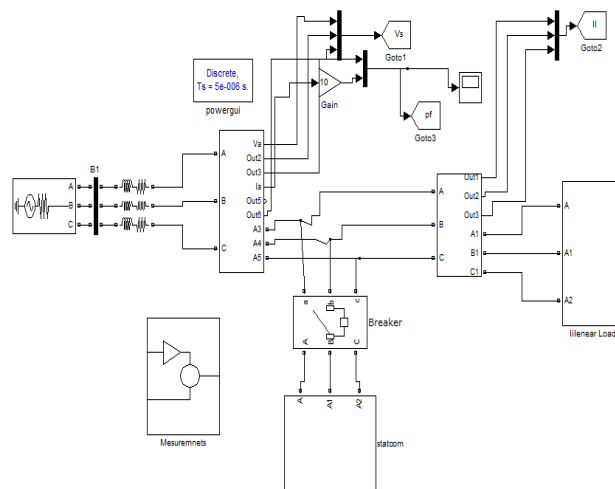 Vs
Goto1
Il
Goto2
Discrete,
Ts = 5e-006 s.
powergui
10
Gain
pf
Goto3
B1
A
B
C
A
B
C
Va
Out2
Out3
Ia
Out5
Out6
A3
A4
A5
A
B
C
Out1
Out2
Out3
A1
B1
C1
A
A1
A2
lilenear Load
a
b
c
A
B
C
Breaker
A
A1
A2
statcom
Mesuremnets